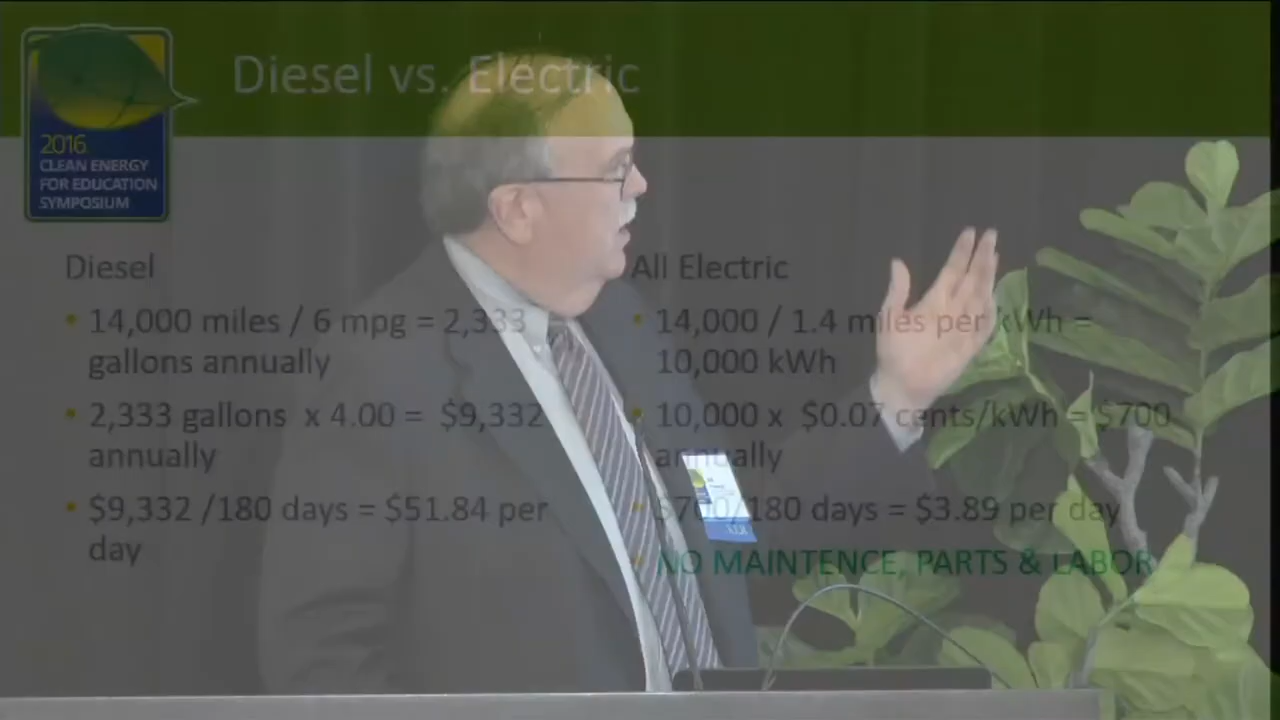 Diesel vs. Electric
2016
CLEAN ENERGY
FOR EDUCATION
SYMPOSIUM
Diesel
• 14,000 miles / 6 mpg = 2,333
gallons annually
• 2,333 gallons x 4.00 = $9,332
annually
• $9,332 /180 days = $51.84 per
day
All Electric
• 14,000 / 1.4 miles per kWh =
10,000 kWh
• 10,000 x $0.07 cents/kWh = $700
annually
• $700/180 days = $3.89 per day
• NO MAINTENCE, PARTS & LABOR